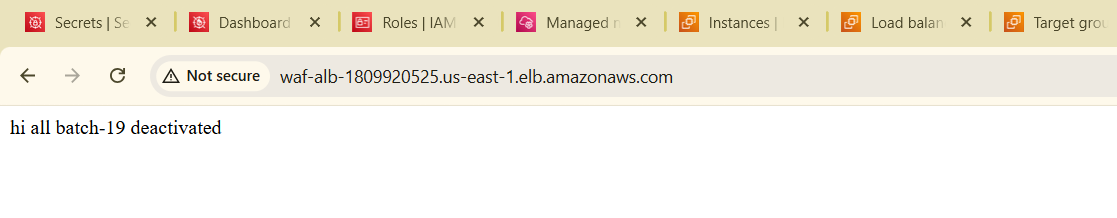 Secrets | Se
Dashboard
Roles | IAM
Managed
Instances |
Load balan
Target grou
Not secure
waf-alb-1809920525.us-east-1.elb.amazonaws.com
hi all batch-19 deactivated